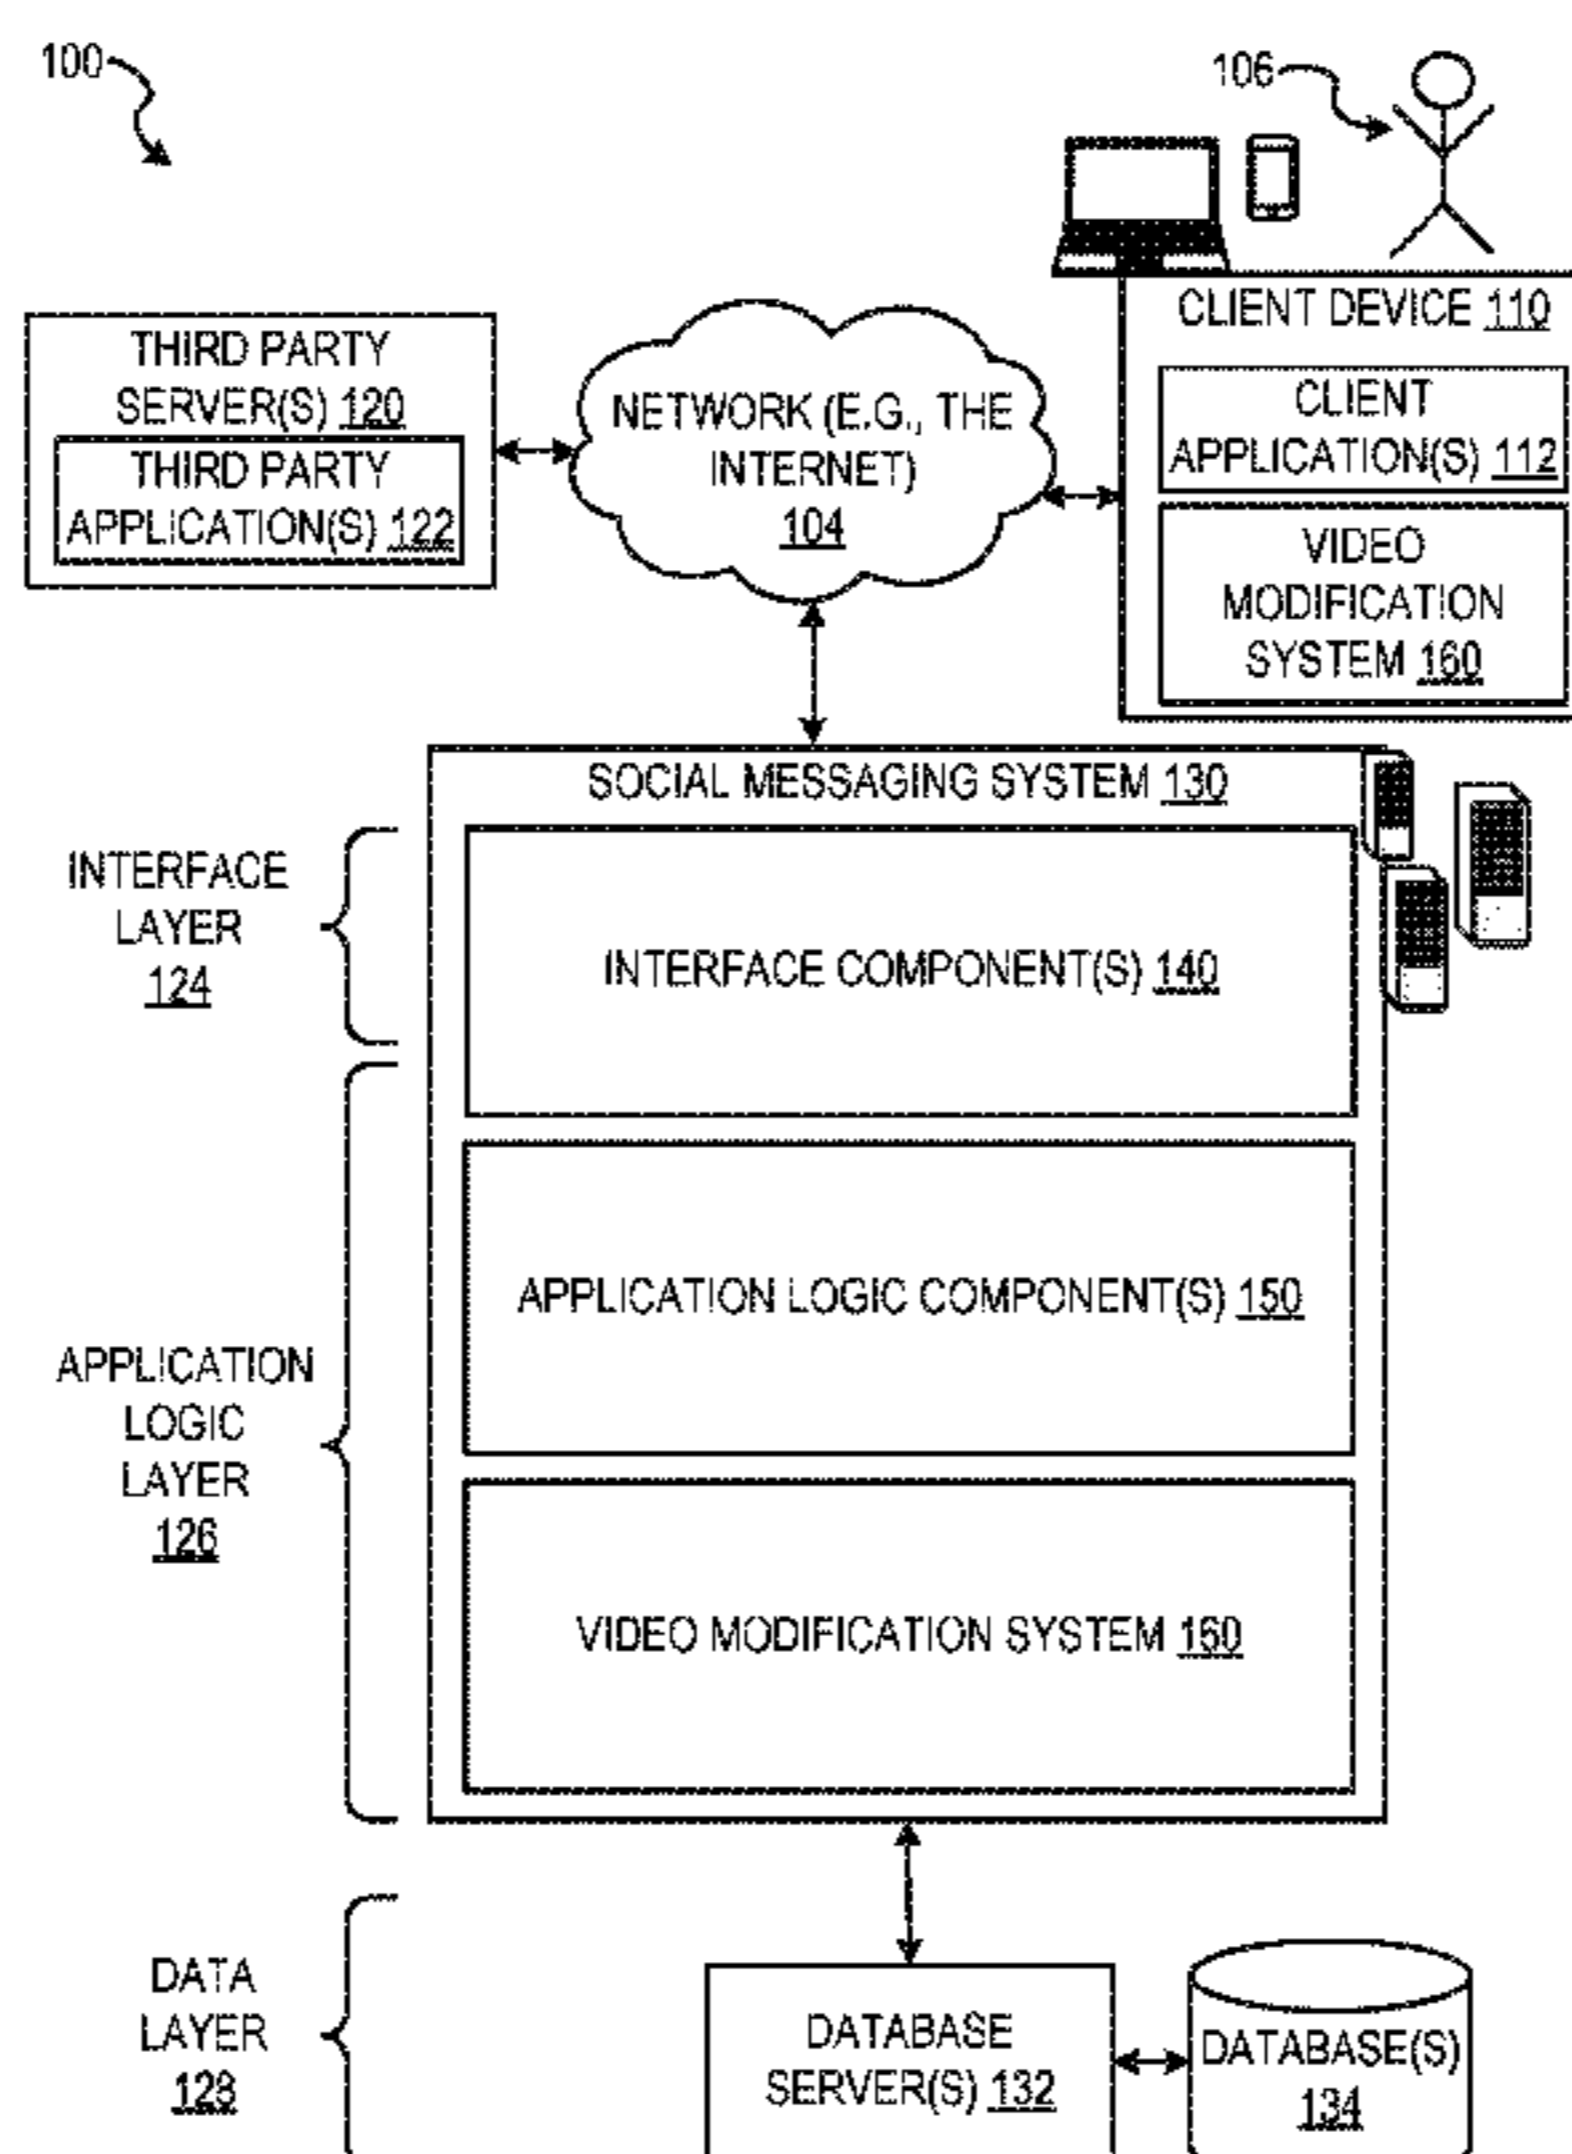 100
106
CLIENT DEVICE 110
CLIENT
APPLICATION(S) 112
VIDEO
MODIFICATION
SYSTEM 160
THIRD PARTY
SERVER(S) 120
THIRD PARTY
APPLICATION(S) 122
NETWORK (E.G., THE
INTERNET)
104
SOCIAL MESSAGING SYSTEM 130
INTERFACE
LAYER
124
INTERFACE COMPONENT(S) 140
APPLICATION LOGIC COMPONENT(S) 150
APPLICATION
LOGIC
LAYER
126
VIDEO MODIFICATION SYSTEM 160
DATA
LAYER
128
DATABASE
SERVER(S) 132
DATABASE(S)
134